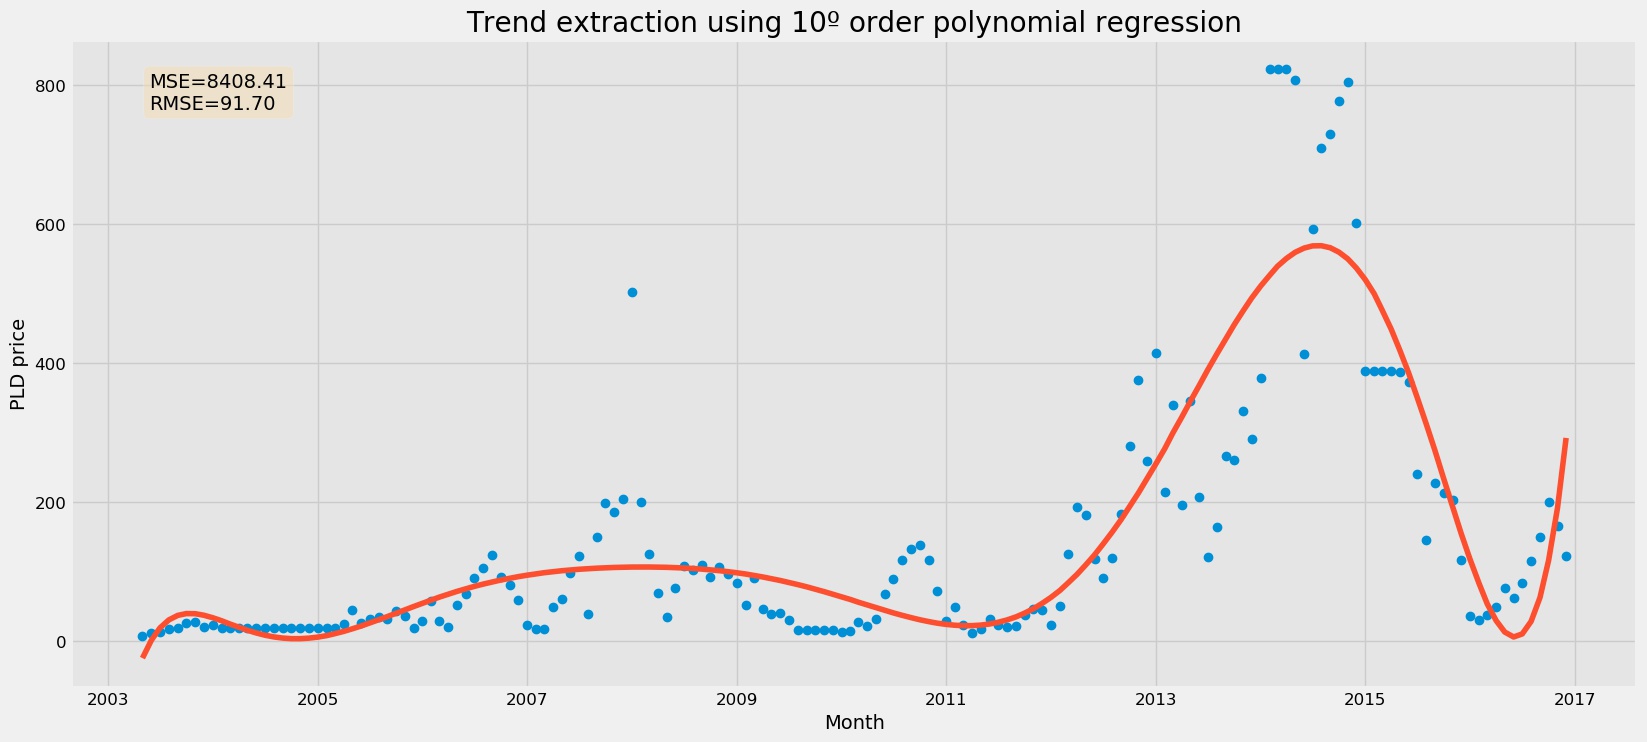 Trend extraction using 10º order polynomial regression
MSE=8408.41
RMSE=91.70
800
600
400
200
0
PLD price
2003 2005 2007 2009 2011 2013 2015 2017
Month